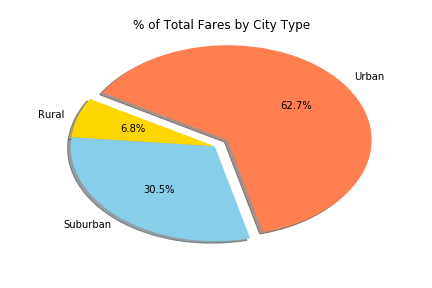 % of Total Fares by City Type
Urban
62.7%
Rural
6.8%
30.5%
Suburban